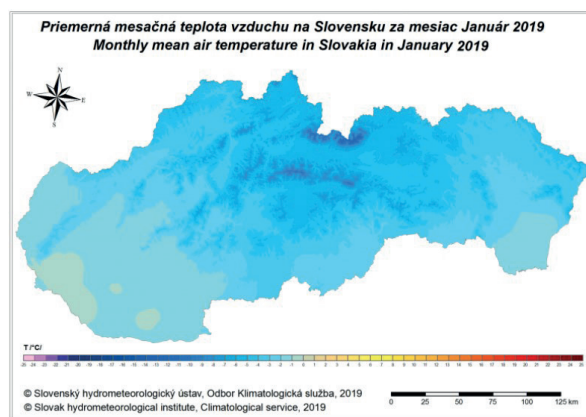 Priemerná mesačná teplota vzduchu na Slovensku za mesiac Január 2019
Monthly mean air temperature in Slovakia in January 2019
N
W E
S
T /°C/
© Slovenský hydrometeorologický ústav, Odbor Klimatologická služba, 2019
© Slovak hydrometeorological institute, Climatological service, 2019
0 25 50 75 100 125
km